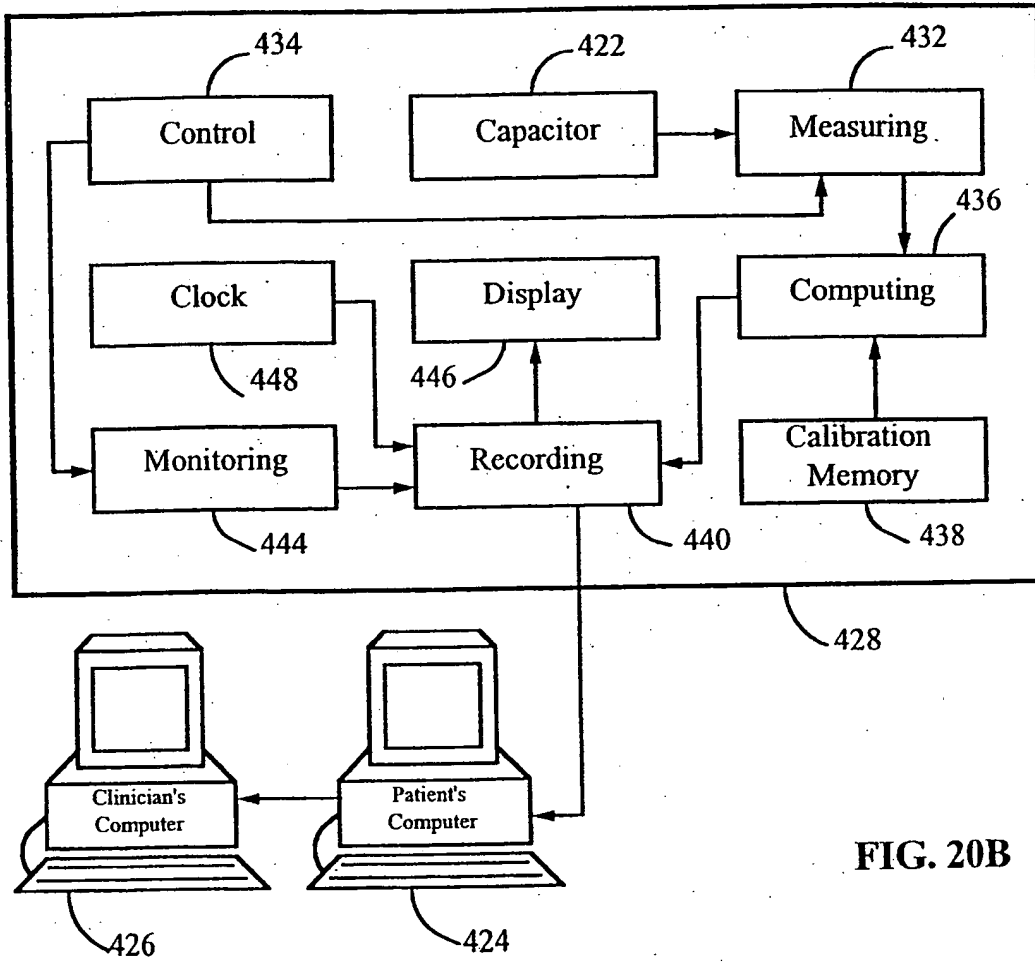 434
422
432
Control
Capacitor
Measuring
436
Clock
Display
Computing
448
446
Monitoring
Recording
Calibration
Memory
444
440
438
428
Clinician's
Computer
Patient's
Computer
FIG. 20B
426
424